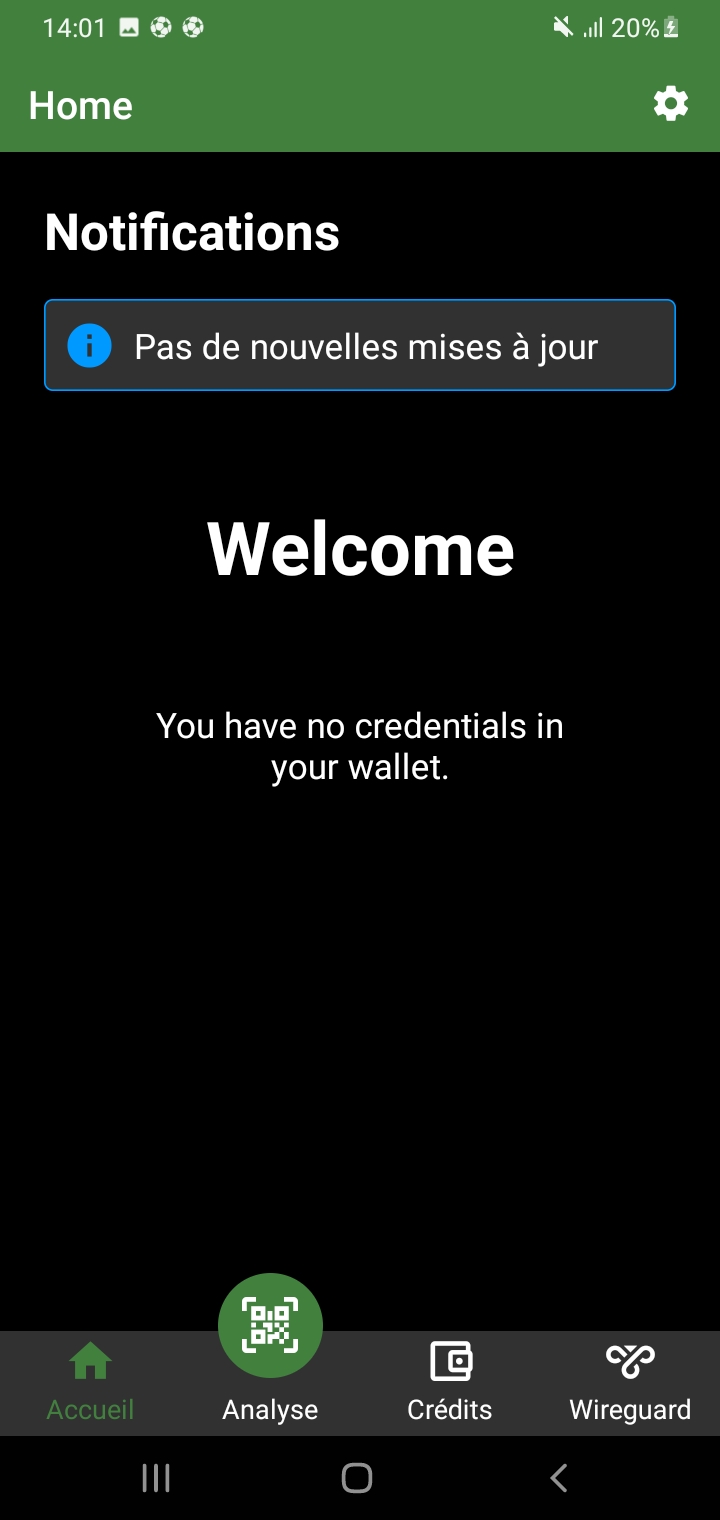 14:01 20%
Home
Notifications
Pas de nouvelles mises à jour
Welcome
You have no credentials in
your wallet.
Accueil Analyse Crédits Wireguard